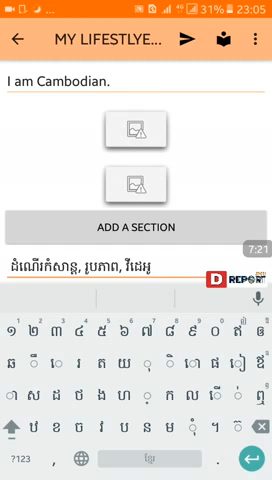 31% 23:05
MY LIFESTLYE...
I am Cambodian.
ADD A SECTION
7:21
ដំណើរកំសាន្ត, រូបភាព, វីដេអូ
D REPORT
១ ២ ៣ ៤ ៥ ៦ ៧ ៨ ៩ ០ ឥ ឲ
ឆ ឹ េ រ ត យ ុ ិ ោ ផ ៀ ឪ
ា ស ដ ថ ង ហ ្ ក ល ើ ់ ឮ
ឋ ខ ច វ ប ន ម ុំ ។ ៊
?123 , ខ្មែរ .